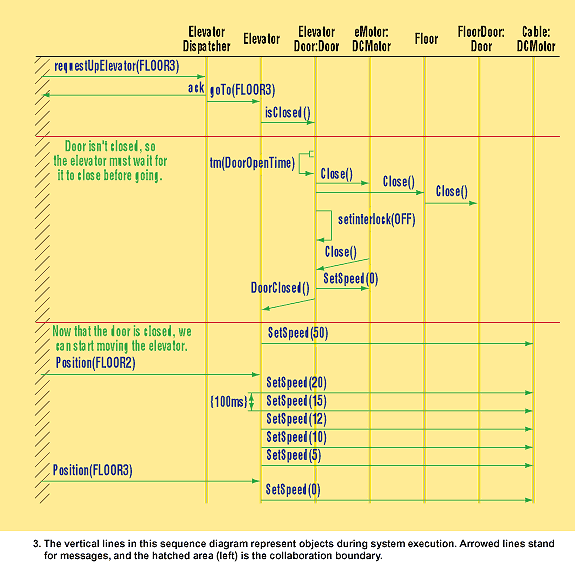 Elevator
Dispatcher
Elevator
Elevator
Door:Door
eMotor:
DCMotor
Floor
FloorDoor:
Door
Cable:
DCMotor
requestUpElevator(FLOOR3)
ack
goTo(FLOOR3)
isClosed()
Door isn't closed, so
the elevator must wait for
it to close before going.
tm(DoorOpenTime)
Close()
Close()
Close()
setinterlock(OFF)
Close()
DoorClosed()
SetSpeed(0)
Now that the door is closed, we
can start moving the elevator.
SetSpeed(50)
Position(FLOOR2)
SetSpeed(20)
{100ms}
SetSpeed(15)
SetSpeed(12)
SetSpeed(10)
SetSpeed(5)
Position(FLOOR3)
SetSpeed(0)
3. The vertical lines in this sequence diagram represent objects during system execution. Arrowed lines stand
for messages, and the hatched area (left) is the collaboration boundary.